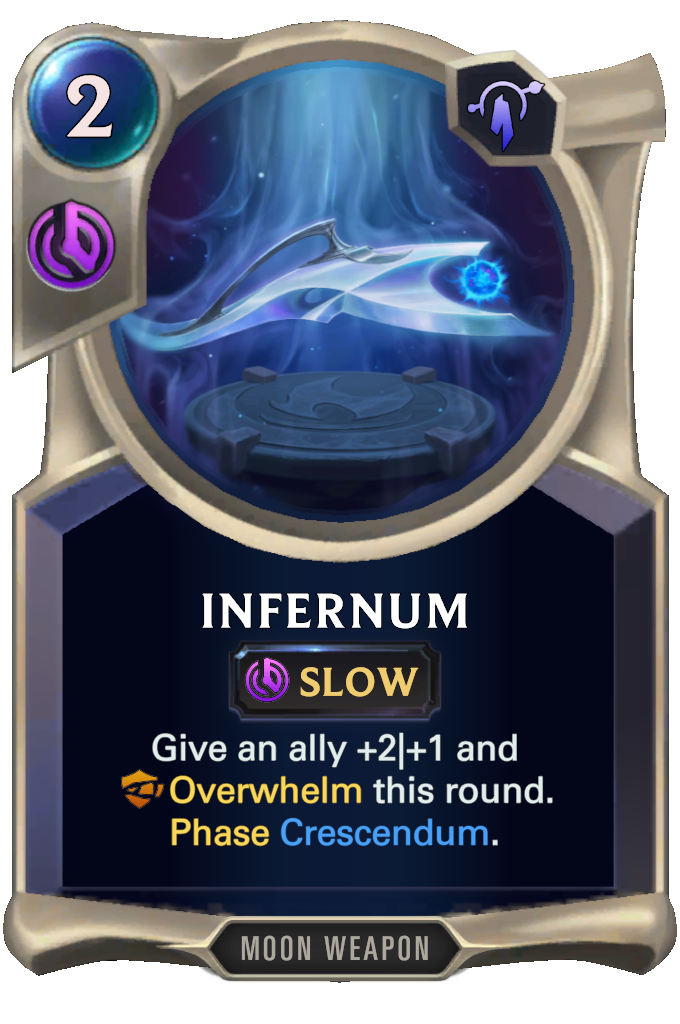 2
INFERNUM
SLOW
Give an ally +2|+1 and
Overwhelm this round.
Phase Crescendum.
MOON WEAPON